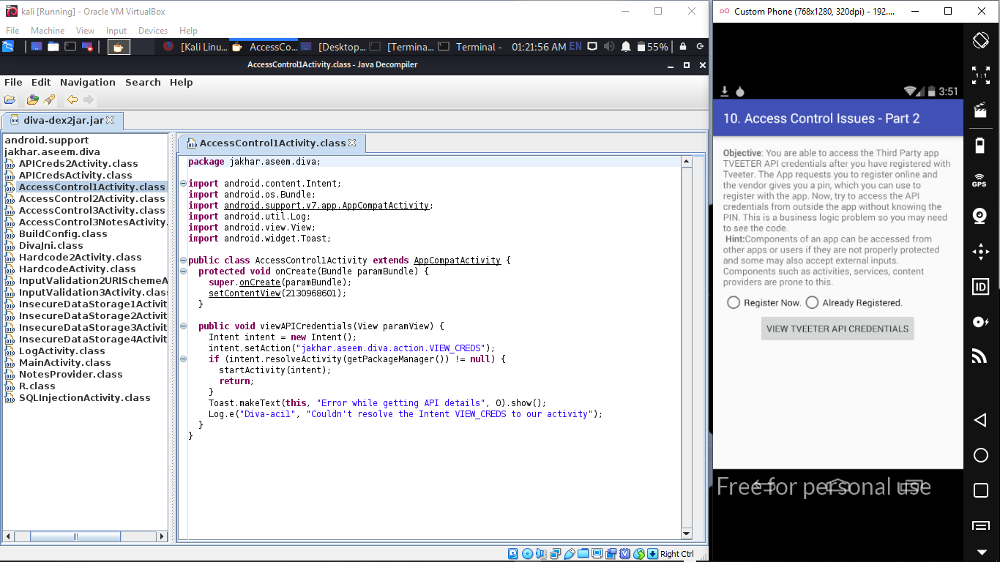 kali [Running] - Oracle VM VirtualBox
File Machine View Input Devices Help
[Kali Linu... AccessCo... [Desktop... [Termina... Terminal - 01:21:56 AM EN 55%
AccessControl1Activity.class - Java Decompiler
File Edit Navigation Search Help
diva-dex2jar.jar
android.support
jakhar.aseem.diva
APICreds2Activity.class
APICredsActivity.class
AccessControl1Activity.class
AccessControl2Activity.class
AccessControl3Activity.class
AccessControl3NotesActivity.
BuildConfig.class
DivaJni.class
Hardcode2Activity.class
HardcodeActivity.class
InputValidation2URISchemeA
InputValidation3Activity.class
InsecureDataStorage1Activit
InsecureDataStorage2Activit
InsecureDataStorage3Activit
InsecureDataStorage4Activit
LogActivity.class
MainActivity.class
NotesProvider.class
R.class
SQLInjectionActivity.class
AccessControl1Activity.class
package jakhar.aseem.diva;
import android.content.Intent;
import android.os.Bundle;
import android.support.v7.app.AppCompatActivity;
import android.util.Log;
import android.view.View;
import android.widget.Toast;
public class AccessControl1Activity extends AppCompatActivity {
protected void onCreate(Bundle paramBundle) {
super.onCreate(paramBundle);
setContentView(2130968601);
}
public void viewAPICredentials(View paramView) {
Intent intent = new Intent();
intent.setAction("jakhar.aseem.diva.action.VIEW_CREDS");
if (intent.resolveActivity(getPackageManager()) != null) {
startActivity(intent);
return;
}
Toast.makeText(this, "Error while getting API details", 0).show();
Log.e("Diva-aci1", "Couldn't resolve the Intent VIEW_CREDS to our activity");
}
}
Right Ctrl
Custom Phone (768x1280, 320dpi) - 192....
3:51
10. Access Control Issues - Part 2
Objective: You are able to access the Third Party app
TVEETER API credentials after you have registered with
Tveeter. The App requests you to register online and
the vendor gives you a pin, which you can use to
register with the app. Now, try to access the API
credentials from outside the app without knowing the
PIN. This is a business logic problem so you may need
to see the code.
Hint:Components of an app can be accessed from
other apps or users if they are not properly protected
and some may also accept external inputs.
Components such as activities, services, content
providers are prone to this.
Register Now. Already Registered.
VIEW TVEETER API CREDENTIALS
Free for personal use
1:1
GPS
ID